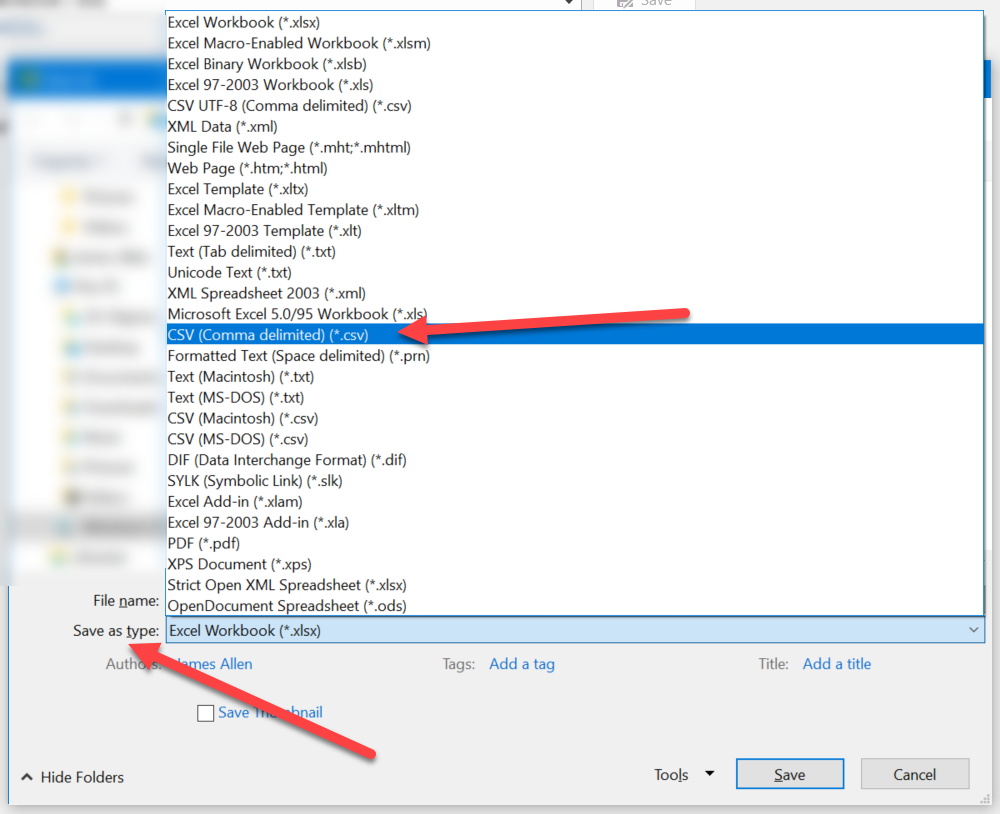 Save
Excel Workbook (*.xlsx)
Excel Macro-Enabled Workbook (*.xlsm)
Excel Binary Workbook (*.xlsb)
Excel 97-2003 Workbook (*.xls)
CSV UTF-8 (Comma delimited) (*.csv)
XML Data (*.xml)
Single File Web Page (*.mht;*.mhtml)
Web Page (*.htm;*.html)
Excel Template (*.xltx)
Excel Macro-Enabled Template (*.xltm)
Excel 97-2003 Template (*.xlt)
Text (Tab delimited) (*.txt)
Unicode Text (*.txt)
XML Spreadsheet 2003 (*.xml)
Microsoft Excel 5.0/95 Workbook (*.xls)
CSV (Comma delimited) (*.csv)
Formatted Text (Space delimited) (*.prn)
Text (Macintosh) (*.txt)
Text (MS-DOS) (*.txt)
CSV (Macintosh) (*.csv)
CSV (MS-DOS) (*.csv)
DIF (Data Interchange Format) (*.dif)
SYLK (Symbolic Link) (*.slk)
Excel Add-in (*.xlam)
Excel 97-2003 Add-in (*.xla)
PDF (*.pdf)
XPS Document (*.xps)
Strict Open XML Spreadsheet (*.xlsx)
OpenDocument Spreadsheet (*.ods)
File name:
Save as type: Excel Workbook (*.xlsx)
Authors: James Allen Tags: Add a tag Title: Add a title
Save Thumbnail
Hide Folders Tools Save Cancel